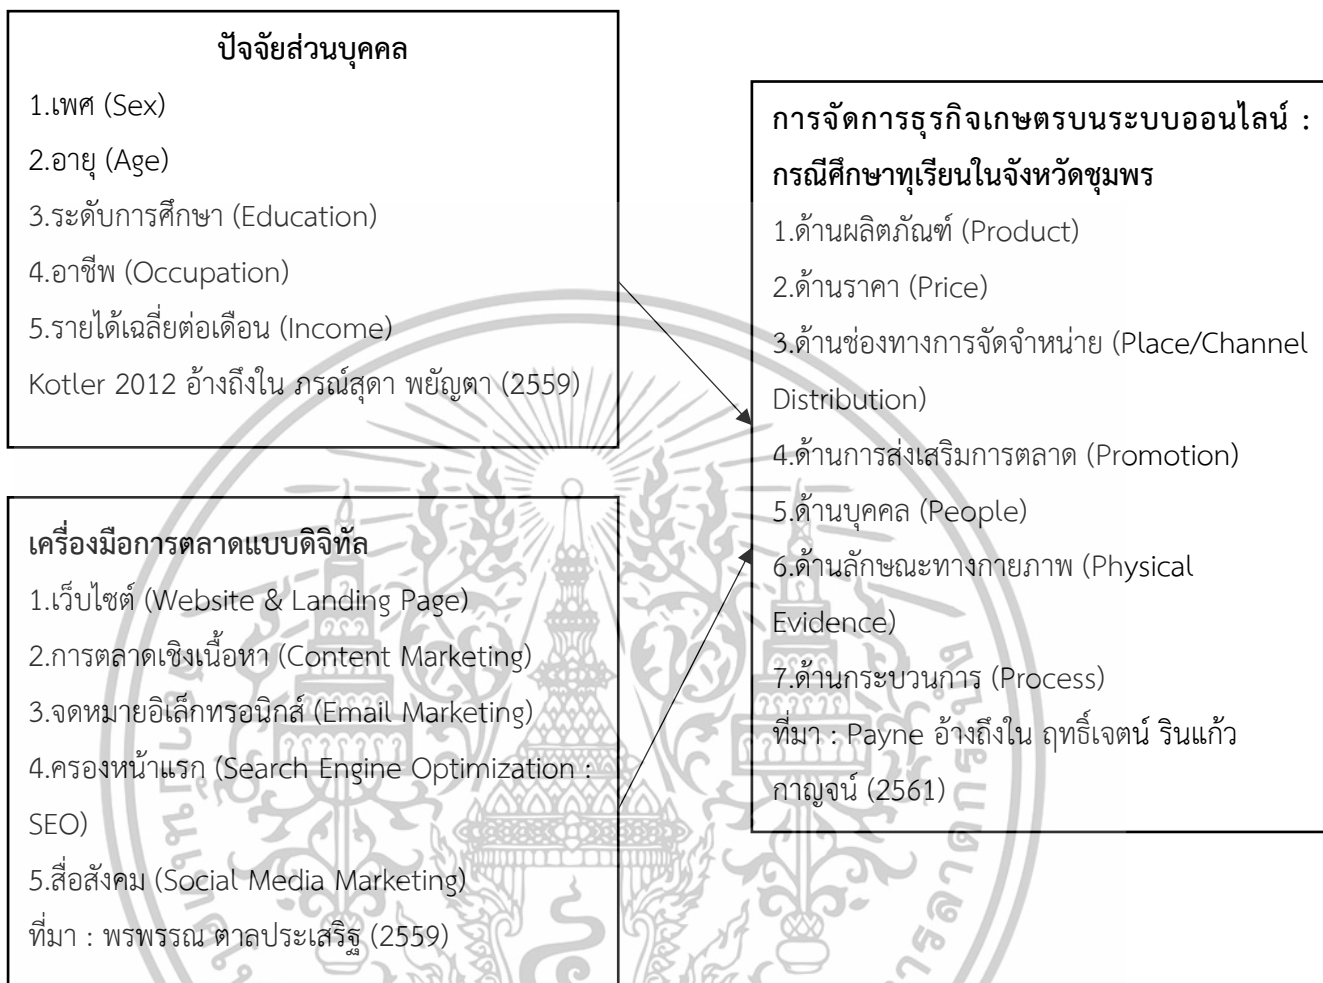 ปัจจัยส่วนบุคคล
1.เพศ (Sex)
2.อายุ (Age)
3.ระดับการศึกษา (Education)
4.อาชีพ (Occupation)
5.รายได้เฉลี่ยต่อเดือน (Income)
Kotler 2012 อ้างถึงใน ภรณ์สุดา พยัญตา (2559)
เครื่องมือการตลาดแบบดิจิทัล
1.เว็บไซต์ (Website & Landing Page)
2.การตลาดเชิงเนื้อหา (Content Marketing)
3.จดหมายอิเล็กทรอนิกส์ (Email Marketing)
4.ครองหน้าแรก (Search Engine Optimization :
SEO)
5.สื่อสังคม (Social Media Marketing)
ที่มา : พรพรรณ ตาลประเสริฐ (2559)
การจัดการธุรกิจเกษตรบนระบบออนไลน์ :
กรณีศึกษาทุเรียนในจังหวัดชุมพร
1.ด้านผลิตภัณฑ์ (Product)
2.ด้านราคา (Price)
3.ด้านช่องทางการจัดจำหน่าย (Place/Channel
Distribution)
4.ด้านการส่งเสริมการตลาด (Promotion)
5.ด้านบุคคล (People)
6.ด้านลักษณะทางกายภาพ (Physical
Evidence)
7.ด้านกระบวนการ (Process)
ที่มา : Payne อ้างถึงใน ฤทธิ์เจตน์ รินแก้ว
กาญจน์ (2561)